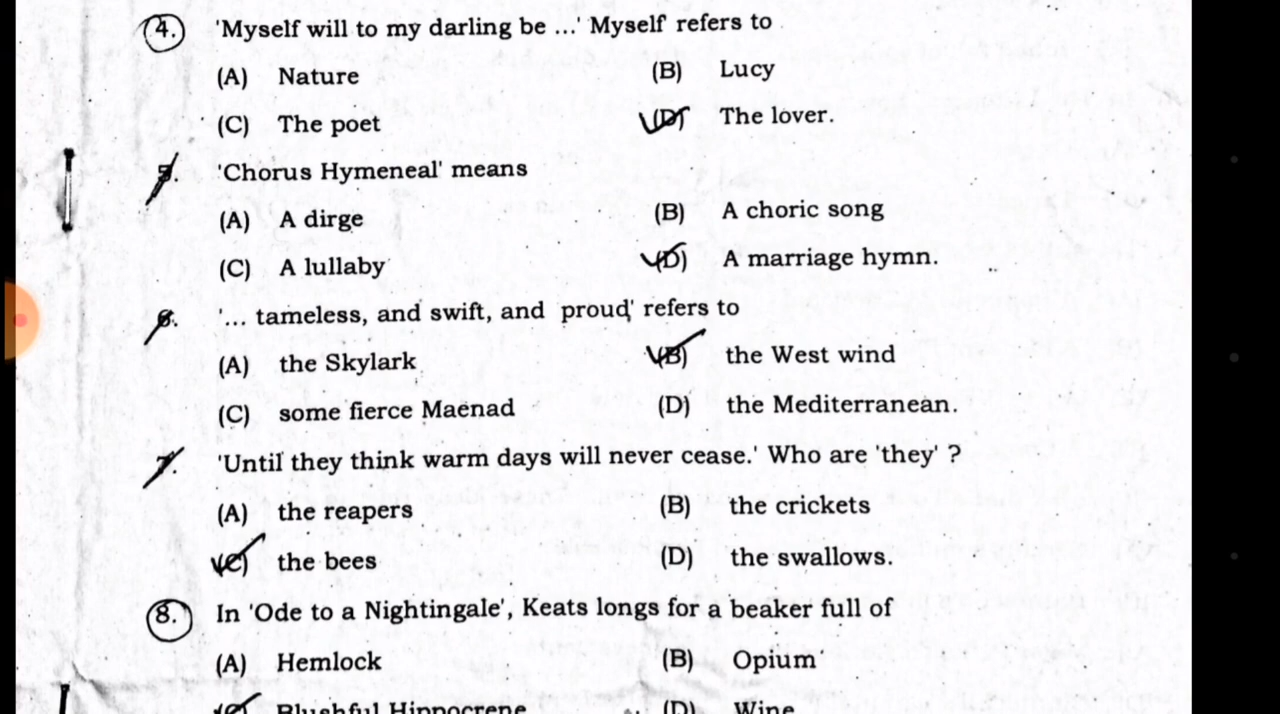 4. 'Myself will to my darling be ...' Myself refers to
(A) Nature (B) Lucy
(C) The poet (D) The lover.
5. 'Chorus Hymeneal' means
(A) A dirge (B) A choric song
(C) A lullaby (D) A marriage hymn.
6. '... tameless, and swift, and proud' refers to
(A) the Skylark (B) the West wind
(C) some fierce Maenad (D) the Mediterranean.
7. 'Until they think warm days will never cease.' Who are 'they' ?
(A) the reapers (B) the crickets
(C) the bees (D) the swallows.
8. In 'Ode to a Nightingale', Keats longs for a beaker full of
(A) Hemlock (B) Opium
(C) Blushful Hippocrene (D) Wine